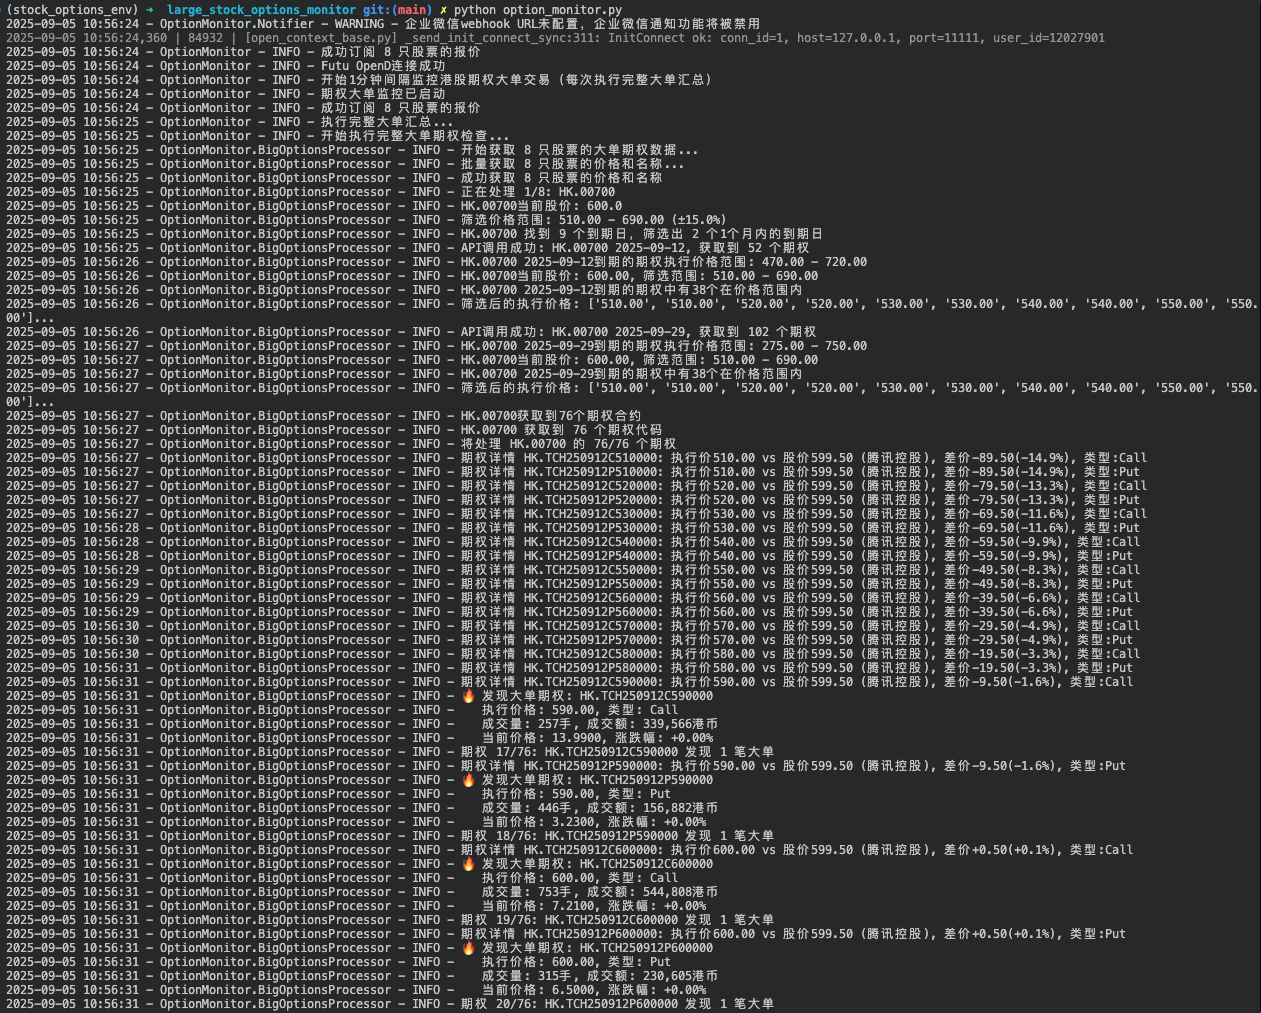 (stock_options_env) ➜  large_stock_options_monitor git:(main) ✗ python option_monitor.py
2025-09-05 10:56:24 - OptionMonitor.Notifier - WARNING - 企业微信webhook URL未配置，企业微信通知功能将被禁用
2025-09-05 10:56:24,360 | 84932 | [open_context_base.py] _send_init_connect_sync:311: InitConnect ok: conn_id=1, host=127.0.0.1, port=11111, user_id=12027901
2025-09-05 10:56:24 - OptionMonitor - INFO - 成功订阅 8 只股票的报价
2025-09-05 10:56:24 - OptionMonitor - INFO - Futu OpenD连接成功
2025-09-05 10:56:24 - OptionMonitor - INFO - 开始1分钟间隔监控港股期权大单交易 (每次执行完整大单汇总)
2025-09-05 10:56:24 - OptionMonitor - INFO - 期权大单监控已启动
2025-09-05 10:56:24 - OptionMonitor - INFO - 成功订阅 8 只股票的报价
2025-09-05 10:56:25 - OptionMonitor - INFO - 执行完整大单汇总...
2025-09-05 10:56:25 - OptionMonitor - INFO - 开始执行完整大单期权检查...
2025-09-05 10:56:25 - OptionMonitor.BigOptionsProcessor - INFO - 开始获取 8 只股票的大单期权数据...
2025-09-05 10:56:25 - OptionMonitor.BigOptionsProcessor - INFO - 批量获取 8 只股票的价格和名称...
2025-09-05 10:56:25 - OptionMonitor.BigOptionsProcessor - INFO - 成功获取 8 只股票的价格和名称
2025-09-05 10:56:25 - OptionMonitor.BigOptionsProcessor - INFO - 正在处理 1/8: HK.00700
2025-09-05 10:56:25 - OptionMonitor.BigOptionsProcessor - INFO - HK.00700当前股价: 600.0
2025-09-05 10:56:25 - OptionMonitor.BigOptionsProcessor - INFO - 筛选价格范围: 510.00 - 690.00 (±15.0%)
2025-09-05 10:56:25 - OptionMonitor.BigOptionsProcessor - INFO - HK.00700 找到 9 个到期日，筛选出 2 个1个月内的到期日
2025-09-05 10:56:25 - OptionMonitor.BigOptionsProcessor - INFO - API调用成功: HK.00700 2025-09-12, 获取到 52 个期权
2025-09-05 10:56:26 - OptionMonitor.BigOptionsProcessor - INFO - HK.00700 2025-09-12到期的期权执行价格范围: 470.00 - 720.00
2025-09-05 10:56:26 - OptionMonitor.BigOptionsProcessor - INFO - HK.00700当前股价: 600.00, 筛选范围: 510.00 - 690.00
2025-09-05 10:56:26 - OptionMonitor.BigOptionsProcessor - INFO - HK.00700 2025-09-12到期的期权中有38个在价格范围内
2025-09-05 10:56:26 - OptionMonitor.BigOptionsProcessor - INFO - 筛选后的执行价格: ['510.00', '510.00', '520.00', '520.00', '530.00', '530.00', '540.00', '540.00', '550.00', '550.
00']...
2025-09-05 10:56:26 - OptionMonitor.BigOptionsProcessor - INFO - API调用成功: HK.00700 2025-09-29, 获取到 102 个期权
2025-09-05 10:56:27 - OptionMonitor.BigOptionsProcessor - INFO - HK.00700 2025-09-29到期的期权执行价格范围: 275.00 - 750.00
2025-09-05 10:56:27 - OptionMonitor.BigOptionsProcessor - INFO - HK.00700当前股价: 600.00, 筛选范围: 510.00 - 690.00
2025-09-05 10:56:27 - OptionMonitor.BigOptionsProcessor - INFO - HK.00700 2025-09-29到期的期权中有38个在价格范围内
2025-09-05 10:56:27 - OptionMonitor.BigOptionsProcessor - INFO - 筛选后的执行价格: ['510.00', '510.00', '520.00', '520.00', '530.00', '530.00', '540.00', '540.00', '550.00', '550.
00']...
2025-09-05 10:56:27 - OptionMonitor.BigOptionsProcessor - INFO - HK.00700获取到76个期权合约
2025-09-05 10:56:27 - OptionMonitor.BigOptionsProcessor - INFO - HK.00700 获取到 76 个期权代码
2025-09-05 10:56:27 - OptionMonitor.BigOptionsProcessor - INFO - 将处理 HK.00700 的 76/76 个期权
2025-09-05 10:56:27 - OptionMonitor.BigOptionsProcessor - INFO - 期权详情 HK.TCH250912C510000: 执行价510.00 vs 股价599.50 (腾讯控股), 差价-89.50(-14.9%), 类型:Call
2025-09-05 10:56:27 - OptionMonitor.BigOptionsProcessor - INFO - 期权详情 HK.TCH250912P510000: 执行价510.00 vs 股价599.50 (腾讯控股), 差价-89.50(-14.9%), 类型:Put
2025-09-05 10:56:27 - OptionMonitor.BigOptionsProcessor - INFO - 期权详情 HK.TCH250912C520000: 执行价520.00 vs 股价599.50 (腾讯控股), 差价-79.50(-13.3%), 类型:Call
2025-09-05 10:56:27 - OptionMonitor.BigOptionsProcessor - INFO - 期权详情 HK.TCH250912P520000: 执行价520.00 vs 股价599.50 (腾讯控股), 差价-79.50(-13.3%), 类型:Put
2025-09-05 10:56:27 - OptionMonitor.BigOptionsProcessor - INFO - 期权详情 HK.TCH250912C530000: 执行价530.00 vs 股价599.50 (腾讯控股), 差价-69.50(-11.6%), 类型:Call
2025-09-05 10:56:28 - OptionMonitor.BigOptionsProcessor - INFO - 期权详情 HK.TCH250912P530000: 执行价530.00 vs 股价599.50 (腾讯控股), 差价-69.50(-11.6%), 类型:Put
2025-09-05 10:56:28 - OptionMonitor.BigOptionsProcessor - INFO - 期权详情 HK.TCH250912C540000: 执行价540.00 vs 股价599.50 (腾讯控股), 差价-59.50(-9.9%), 类型:Call
2025-09-05 10:56:28 - OptionMonitor.BigOptionsProcessor - INFO - 期权详情 HK.TCH250912P540000: 执行价540.00 vs 股价599.50 (腾讯控股), 差价-59.50(-9.9%), 类型:Put
2025-09-05 10:56:29 - OptionMonitor.BigOptionsProcessor - INFO - 期权详情 HK.TCH250912C550000: 执行价550.00 vs 股价599.50 (腾讯控股), 差价-49.50(-8.3%), 类型:Call
2025-09-05 10:56:29 - OptionMonitor.BigOptionsProcessor - INFO - 期权详情 HK.TCH250912P550000: 执行价550.00 vs 股价599.50 (腾讯控股), 差价-49.50(-8.3%), 类型:Put
2025-09-05 10:56:29 - OptionMonitor.BigOptionsProcessor - INFO - 期权详情 HK.TCH250912C560000: 执行价560.00 vs 股价599.50 (腾讯控股), 差价-39.50(-6.6%), 类型:Call
2025-09-05 10:56:29 - OptionMonitor.BigOptionsProcessor - INFO - 期权详情 HK.TCH250912P560000: 执行价560.00 vs 股价599.50 (腾讯控股), 差价-39.50(-6.6%), 类型:Put
2025-09-05 10:56:30 - OptionMonitor.BigOptionsProcessor - INFO - 期权详情 HK.TCH250912C570000: 执行价570.00 vs 股价599.50 (腾讯控股), 差价-29.50(-4.9%), 类型:Call
2025-09-05 10:56:30 - OptionMonitor.BigOptionsProcessor - INFO - 期权详情 HK.TCH250912P570000: 执行价570.00 vs 股价599.50 (腾讯控股), 差价-29.50(-4.9%), 类型:Put
2025-09-05 10:56:30 - OptionMonitor.BigOptionsProcessor - INFO - 期权详情 HK.TCH250912C580000: 执行价580.00 vs 股价599.50 (腾讯控股), 差价-19.50(-3.3%), 类型:Call
2025-09-05 10:56:31 - OptionMonitor.BigOptionsProcessor - INFO - 期权详情 HK.TCH250912P580000: 执行价580.00 vs 股价599.50 (腾讯控股), 差价-19.50(-3.3%), 类型:Put
2025-09-05 10:56:31 - OptionMonitor.BigOptionsProcessor - INFO - 期权详情 HK.TCH250912C590000: 执行价590.00 vs 股价599.50 (腾讯控股), 差价-9.50(-1.6%), 类型:Call
2025-09-05 10:56:31 - OptionMonitor.BigOptionsProcessor - INFO - 🔥 发现大单期权: HK.TCH250912C590000
2025-09-05 10:56:31 - OptionMonitor.BigOptionsProcessor - INFO -    执行价格: 590.00, 类型: Call
2025-09-05 10:56:31 - OptionMonitor.BigOptionsProcessor - INFO -    成交量: 257手, 成交额: 339,566港币
2025-09-05 10:56:31 - OptionMonitor.BigOptionsProcessor - INFO -    当前价格: 13.9900, 涨跌幅: +0.00%
2025-09-05 10:56:31 - OptionMonitor.BigOptionsProcessor - INFO - 期权 17/76: HK.TCH250912C590000 发现 1 笔大单
2025-09-05 10:56:31 - OptionMonitor.BigOptionsProcessor - INFO - 期权详情 HK.TCH250912P590000: 执行价590.00 vs 股价599.50 (腾讯控股), 差价-9.50(-1.6%), 类型:Put
2025-09-05 10:56:31 - OptionMonitor.BigOptionsProcessor - INFO - 🔥 发现大单期权: HK.TCH250912P590000
2025-09-05 10:56:31 - OptionMonitor.BigOptionsProcessor - INFO -    执行价格: 590.00, 类型: Put
2025-09-05 10:56:31 - OptionMonitor.BigOptionsProcessor - INFO -    成交量: 446手, 成交额: 156,882港币
2025-09-05 10:56:31 - OptionMonitor.BigOptionsProcessor - INFO -    当前价格: 3.2300, 涨跌幅: +0.00%
2025-09-05 10:56:31 - OptionMonitor.BigOptionsProcessor - INFO - 期权 18/76: HK.TCH250912P590000 发现 1 笔大单
2025-09-05 10:56:31 - OptionMonitor.BigOptionsProcessor - INFO - 期权详情 HK.TCH250912C600000: 执行价600.00 vs 股价599.50 (腾讯控股), 差价+0.50(+0.1%), 类型:Call
2025-09-05 10:56:31 - OptionMonitor.BigOptionsProcessor - INFO - 🔥 发现大单期权: HK.TCH250912C600000
2025-09-05 10:56:31 - OptionMonitor.BigOptionsProcessor - INFO -    执行价格: 600.00, 类型: Call
2025-09-05 10:56:31 - OptionMonitor.BigOptionsProcessor - INFO -    成交量: 753手, 成交额: 544,808港币
2025-09-05 10:56:31 - OptionMonitor.BigOptionsProcessor - INFO -    当前价格: 7.2100, 涨跌幅: +0.00%
2025-09-05 10:56:31 - OptionMonitor.BigOptionsProcessor - INFO - 期权 19/76: HK.TCH250912C600000 发现 1 笔大单
2025-09-05 10:56:31 - OptionMonitor.BigOptionsProcessor - INFO - 期权详情 HK.TCH250912P600000: 执行价600.00 vs 股价599.50 (腾讯控股), 差价+0.50(+0.1%), 类型:Put
2025-09-05 10:56:31 - OptionMonitor.BigOptionsProcessor - INFO - 🔥 发现大单期权: HK.TCH250912P600000
2025-09-05 10:56:31 - OptionMonitor.BigOptionsProcessor - INFO -    执行价格: 600.00, 类型: Put
2025-09-05 10:56:31 - OptionMonitor.BigOptionsProcessor - INFO -    成交量: 315手, 成交额: 230,605港币
2025-09-05 10:56:31 - OptionMonitor.BigOptionsProcessor - INFO -    当前价格: 6.5000, 涨跌幅: +0.00%
2025-09-05 10:56:31 - OptionMonitor.BigOptionsProcessor - INFO - 期权 20/76: HK.TCH250912P600000 发现 1 笔大单